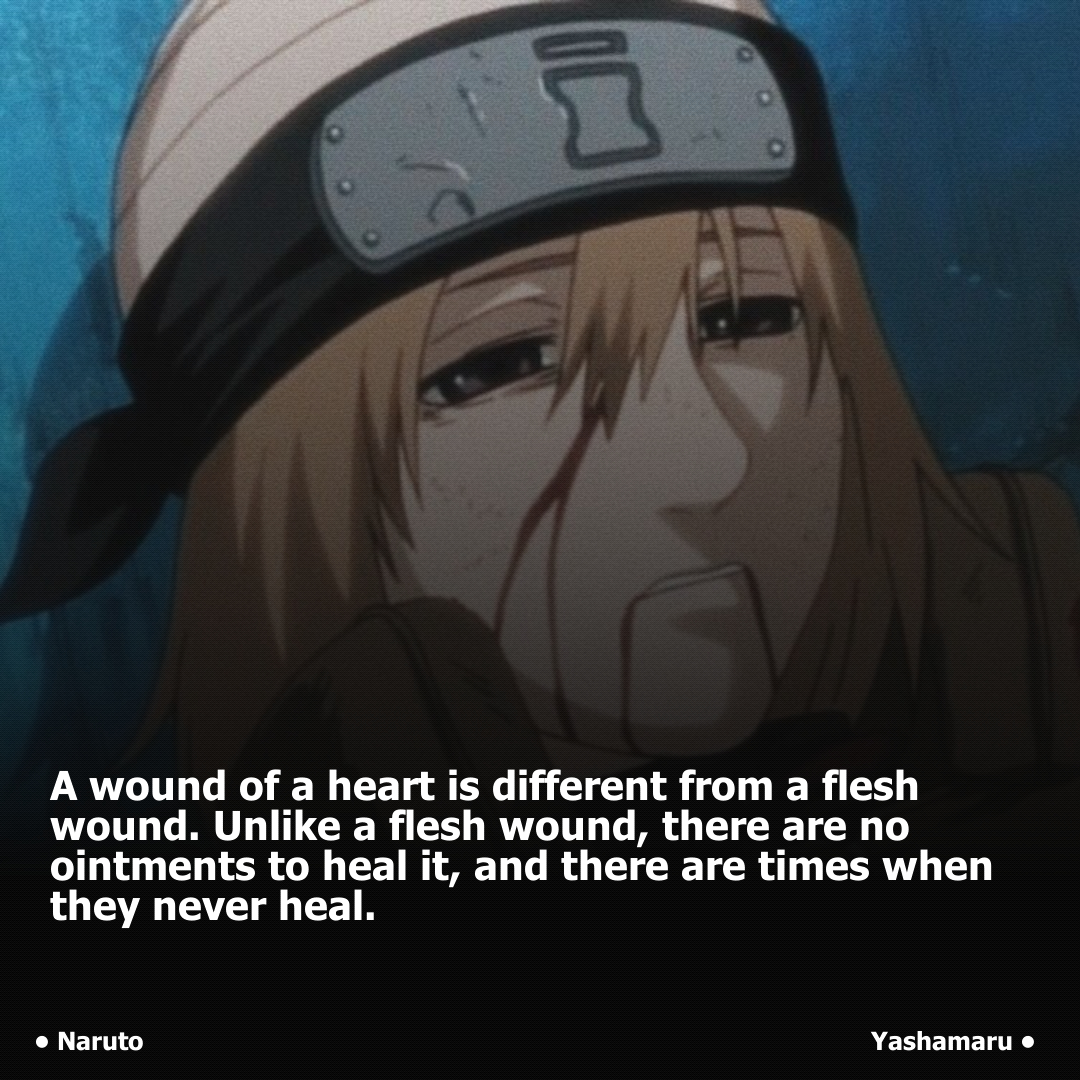 A wound of a heart is different from a flesh
wound. Unlike a flesh wound, there are no
ointments to heal it, and there are times when
they never heal.
• Naruto
Yashamaru •